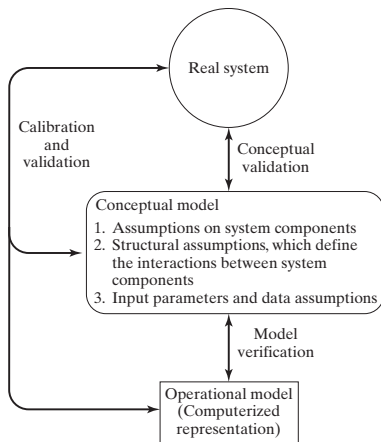 Real system
Calibration
and
validation
Conceptual
validation
Conceptual model
1. Assumptions on system components
2. Structural assumptions, which define
the interactions between system
components
3. Input parameters and data assumptions
Model
verification
Operational model
(Computerized
representation)